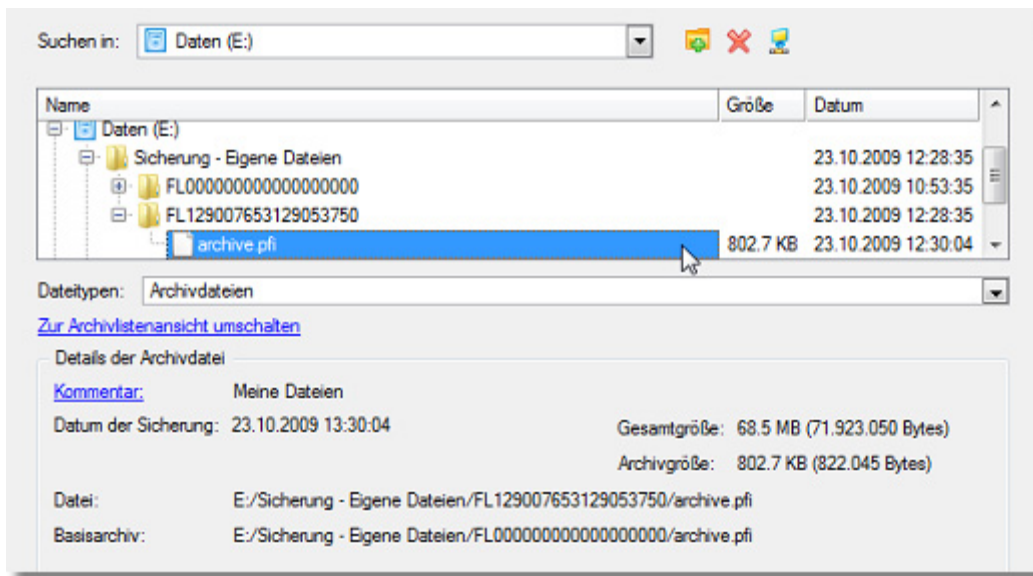 Suchen in: Daten (E:)
Name Größe Datum
Daten (E:)
Sicherung - Eigene Dateien 23.10.2009 12:28:35
FL000000000000000000 23.10.2009 10:53:35
FL129007653129053750 23.10.2009 12:28:35
archive.pfi 802.7 KB 23.10.2009 12:30:04
Dateitypen: Archivdateien
Zur Archivlistenansicht umschalten
Details der Archivdatei
Kommentar: Meine Dateien
Datum der Sicherung: 23.10.2009 13:30:04 Gesamtgröße: 68.5 MB (71.923.050 Bytes)
Archivgröße: 802.7 KB (822.045 Bytes)
Datei: E:/Sicherung - Eigene Dateien/FL129007653129053750/archive.pfi
Basisarchiv: E:/Sicherung - Eigene Dateien/FL000000000000000000/archive.pfi